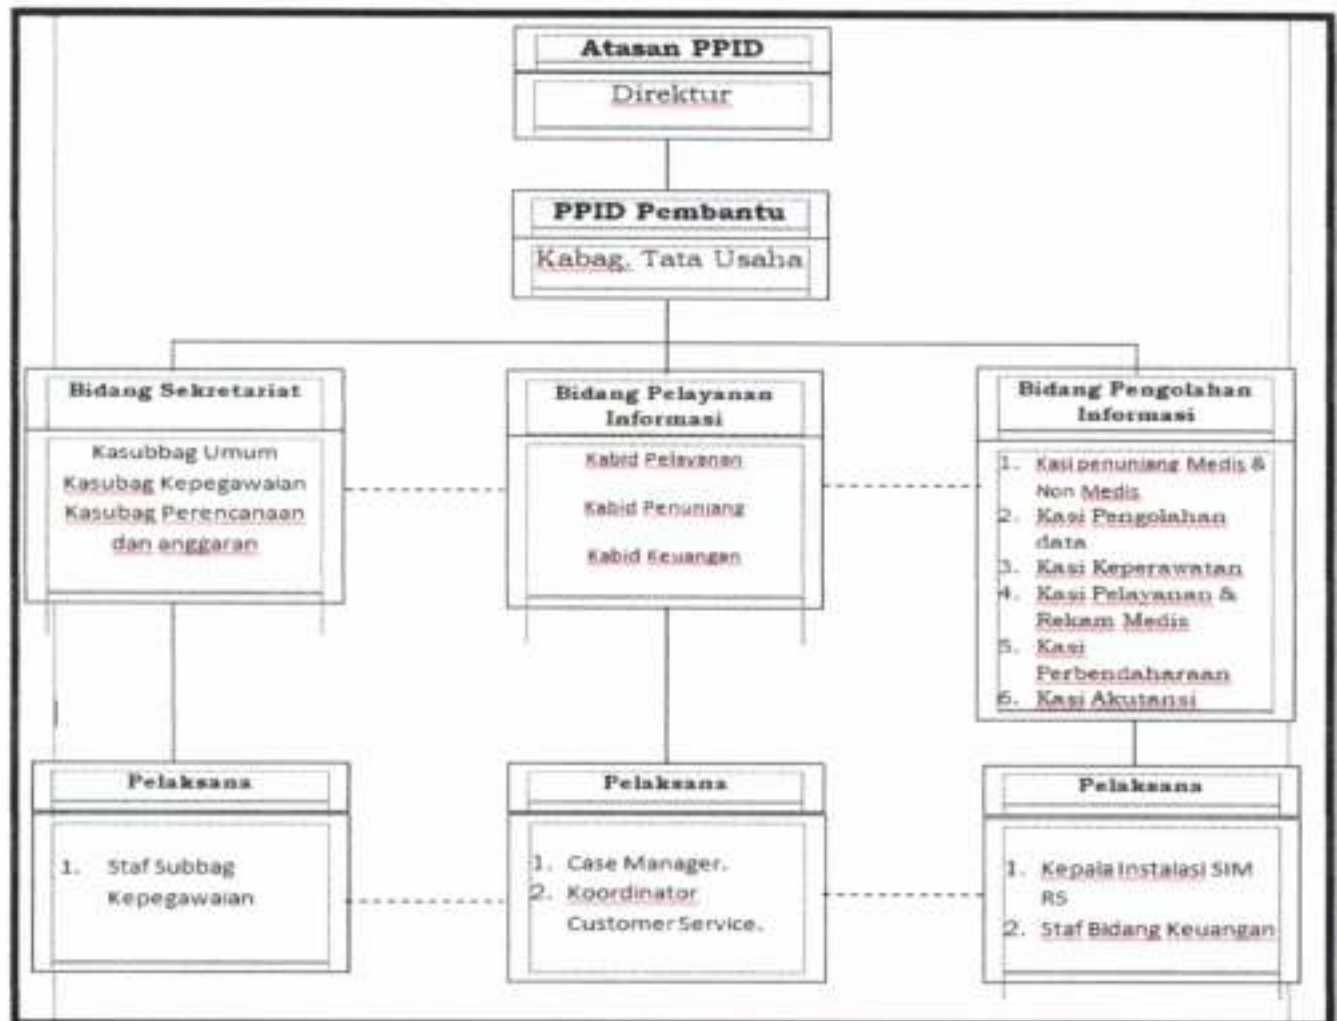 Atasan PPID
Direktur
PPID Pembantu
Kabag. Tata Usaha
Bidang Sekretariat
Kasubbag Umum
Kasubag Kepegawaian
Kasubag Perencanaan
dan anggaran
Bidang Pelayanan
Informasi
Kabid Pelayanan
Kabid Penunjang
Kabid Keuangan
Bidang Pengolahan
Informasi
1. Kasi penunjang Medis &
Non Medis
2. Kasi Pengolahan
data
3. Kasi Keperawatan
4. Kasi Pelayanan &
Rekam Medis
5. Kasi
Perbendaharaan
6. Kasi Akutansi
Pelaksana
1. Staf Subbag
Kepegawaian
Pelaksana
1. Case Manager.
2. Koordinator
Customer Service.
Pelaksana
1. Kepala Instalasi SIM
RS
2. Staf Bidang Keuangan